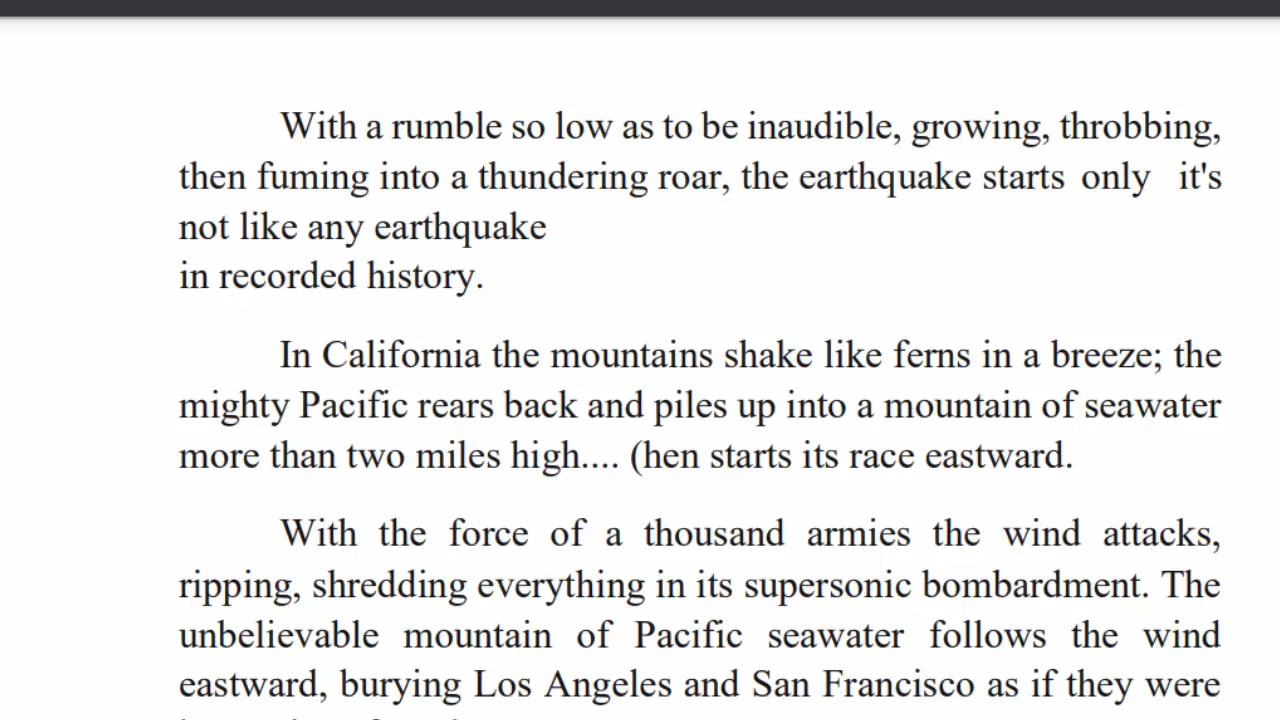 With a rumble so low as to be inaudible, growing, throbbing,
then fuming into a thundering roar, the earthquake starts only it's
not like any earthquake
in recorded history.
In California the mountains shake like ferns in a breeze; the
mighty Pacific rears back and piles up into a mountain of seawater
more than two miles high.... (hen starts its race eastward.
With the force of a thousand armies the wind attacks,
ripping, shredding everything in its supersonic bombardment. The
unbelievable mountain of Pacific seawater follows the wind
eastward, burying Los Angeles and San Francisco as if they were